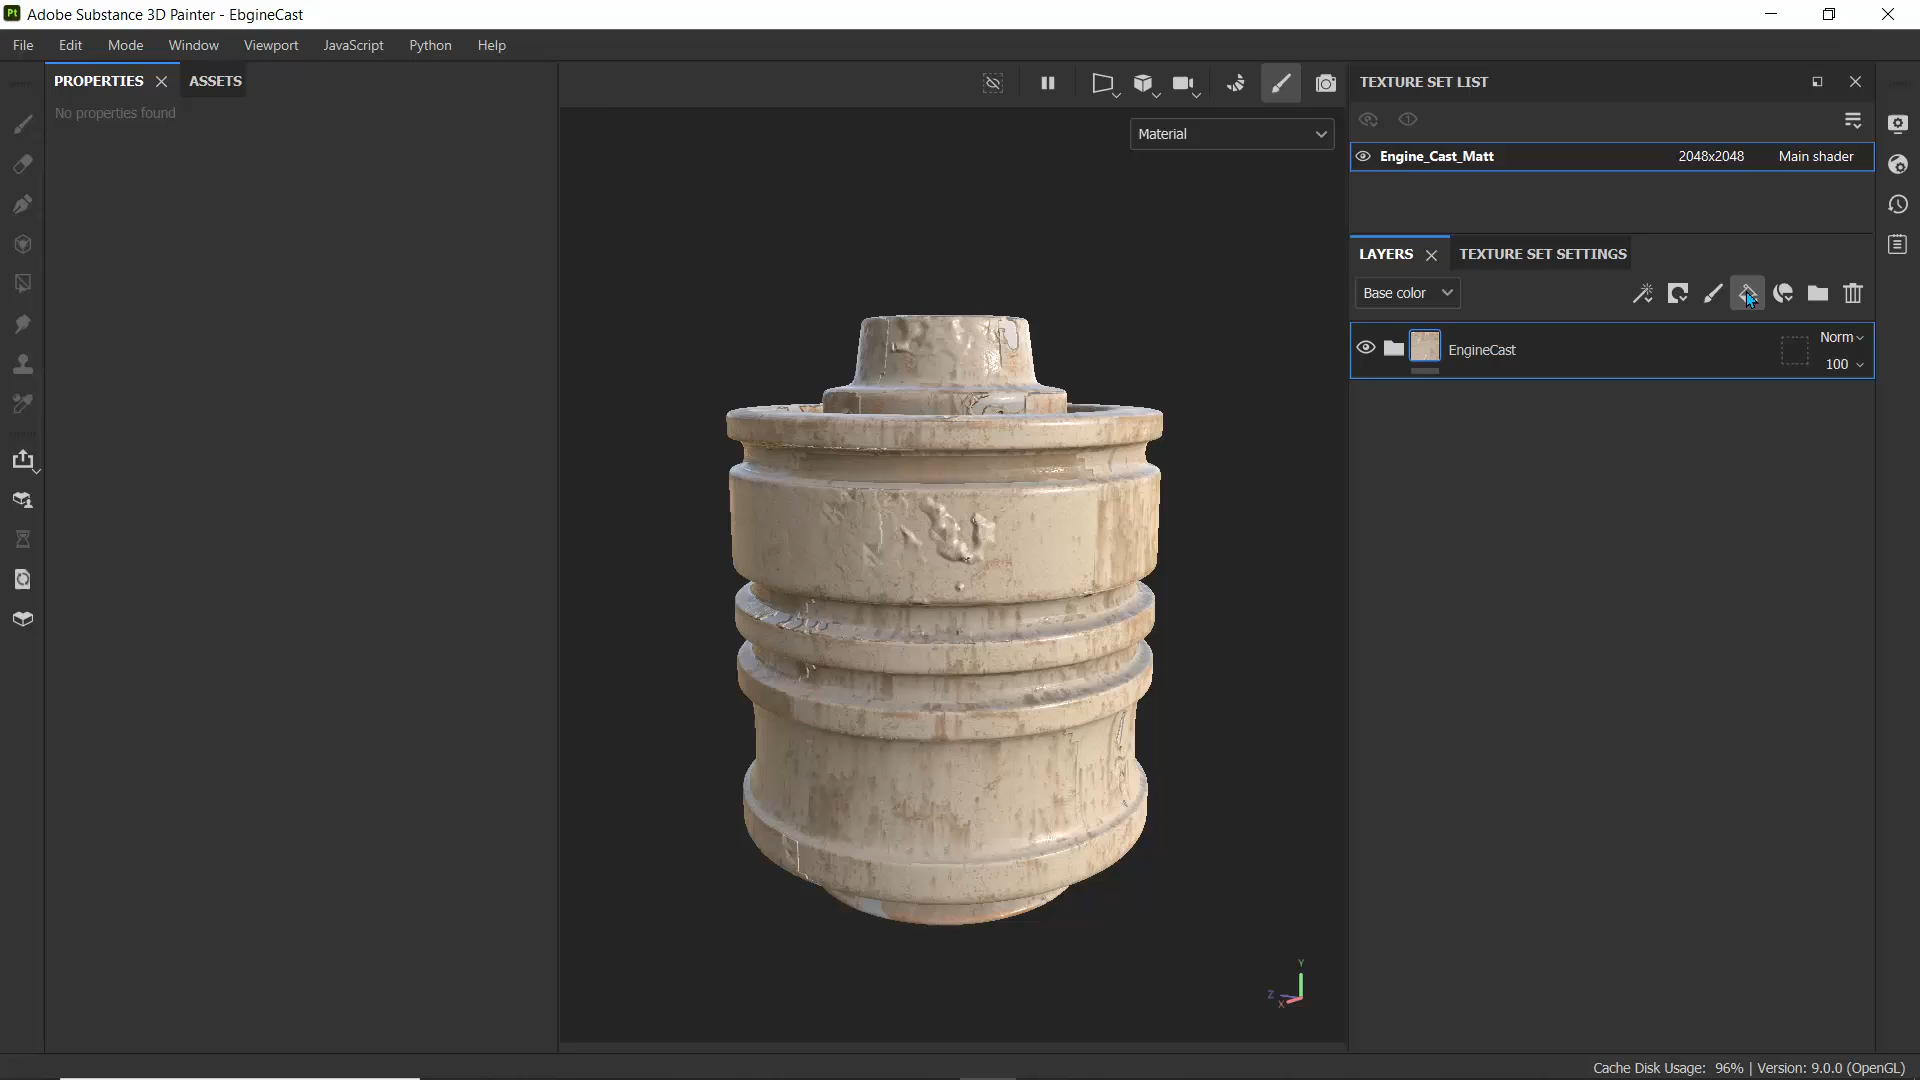 Pt Adobe Substance 3D Painter - EbgineCast
File Edit Mode Window Viewport JavaScript Python Help
PROPERTIES ASSETS
No properties found
Material
TEXTURE SET LIST
Engine_Cast_Matt 2048x2048 Main shader
LAYERS TEXTURE SET SETTINGS
Base color
EngineCast
Norm
100
Y
Z
X
Cache Disk Usage: 96% | Version: 9.0.0 (OpenGL)